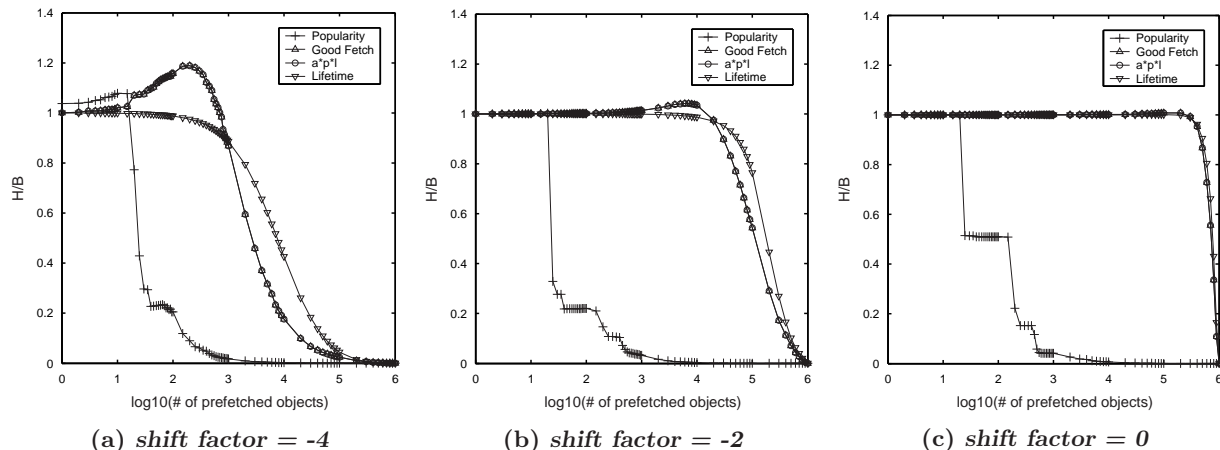 1.4
1.2
1
0.8
0.6
0.4
0.2
0
H/B
0 1 2 3 4 5 6
log10(# of prefetched objects)
Popularity
Good Fetch
a*p*l
Lifetime
(a) shift factor = -4
1.4
1.2
1
0.8
0.6
0.4
0.2
0
H/B
0 1 2 3 4 5 6
log10(# of prefetched objects)
Popularity
Good Fetch
a*p*l
Lifetime
(b) shift factor = -2
1.4
1.2
1
0.8
0.6
0.4
0.2
0
H/B
0 1 2 3 4 5 6
log10(# of prefetched objects)
Popularity
Good Fetch
a*p*l
Lifetime
(c) shift factor = 0